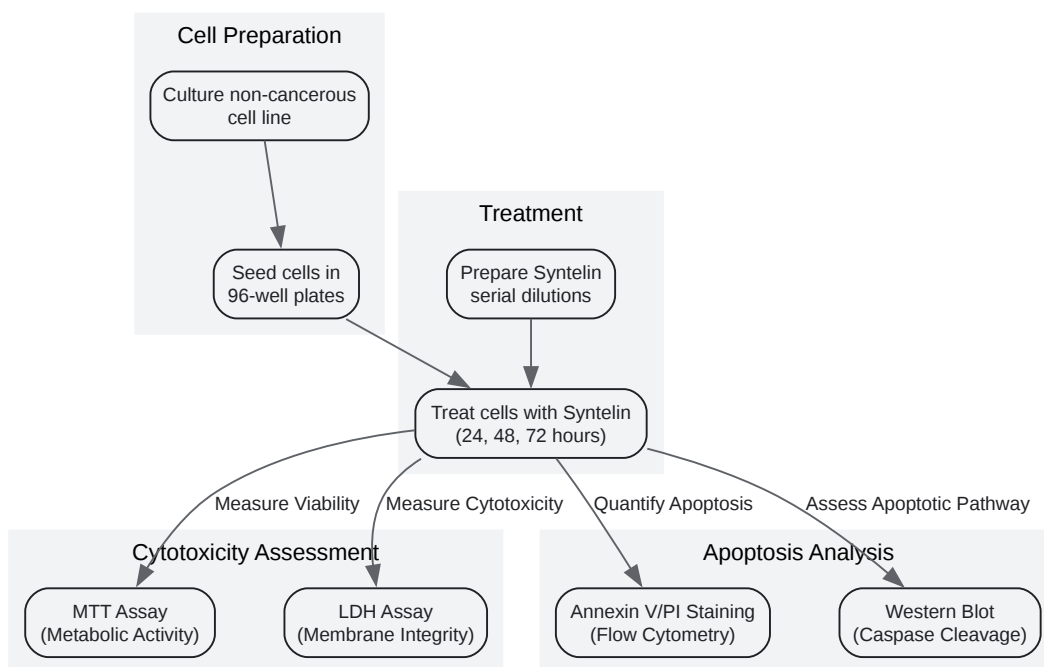 Cell Preparation
Culture non-cancerous
cell line
Treatment
Seed cells in
96-well plates
Prepare Syntelin
serial dilutions
Treat cells with Syntelin
(24, 48, 72 hours)
Measure Viability
Measure Cytotoxicity
Quantify Apoptosis
Assess Apoptotic Pathway
Cytotoxicity Assessment
Apoptosis Analysis
MTT Assay
(Metabolic Activity)
LDH Assay
(Membrane Integrity)
Annexin V/PI Staining
(Flow Cytometry)
Western Blot
(Caspase Cleavage)